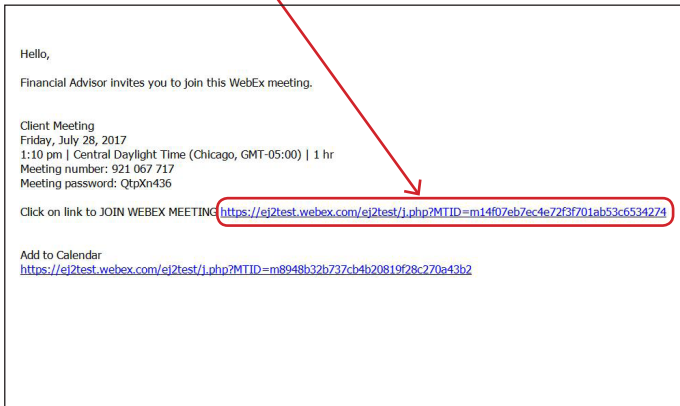 Hello,
Financial Advisor invites you to join this WebEx meeting.
Client Meeting
Friday, July 28, 2017
1:10 pm | Central Daylight Time (Chicago, GMT-05:00) | 1 hr
Meeting number: 921 067 717
Meeting password: QtpXn436
Click on link to JOIN WEBEX MEETING https://ej2test.webex.com/ej2test/j.php?MTID=m14f07eb7ec4e72f3f701ab53c6534274
Add to Calendar
https://ej2test.webex.com/ej2test/j.php?MTID=m8948b32b737cb4b20819f28c270a43b2